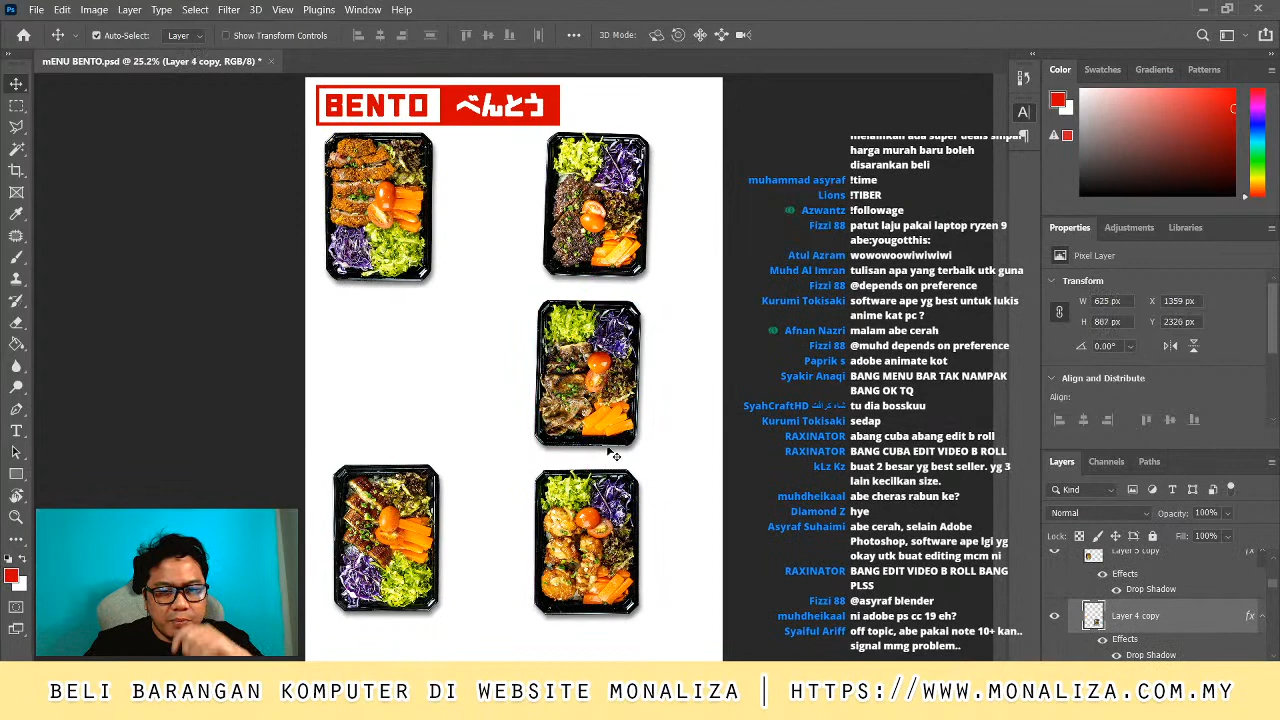 File Edit Image Layer Type Select Filter 3D View Plugins Window Help
Auto-Select: Layer Show Transform Controls 3D Mode:
mENU BENTO.psd @ 25.2% (Layer 4 copy, RGB/8) *
BENTO べんとう
harga murah baru boleh
disarankan beli
muhammad asyraf !time
Lions !TIBER
Azwantz !followage
Fizzi 88 patut laju pakai laptop ryzen 9
abe:yougotthis:
Atul Azram wowowoowiwiwiwi
Muhd Al Imran tulisan apa yang terbaik utk guna
Fizzi 88 @depends on preference
Kurumi Tokisaki software ape yg best untuk lukis
anime kat pc ?
Afnan Nazri malam abe cerah
Fizzi 88 @muhd depends on preference
Paprik s adobe animate kot
Syakir Anaqi BANG MENU BAR TAK NAMPAK
BANG OK TQ
SyahCraftHD شاه كرافت tu dia bosskuu
Kurumi Tokisaki sedap
RAXINATOR abang cuba abang edit b roll
RAXINATOR BANG CUBA EDIT VIDEO B ROLL
kLz Kz buat 2 besar yg best seller. yg 3
lain kecilkan size.
muhdheikaal abe cheras rabun ke?
Diamond Z hye
Asyraf Suhaimi abe cerah, selain Adobe
Photoshop, software ape lgi yg
okay utk buat editing mcm ni
RAXINATOR BANG EDIT VIDEO B ROLL BANG
PLSS
Fizzi 88 @asyraf blender
muhdheikaal ni adobe ps cc 19 eh?
Syaiful Ariff off topic, abe pakai note 10+ kan..
signal mmg problem..
Color Swatches Gradients Patterns
Properties Adjustments Libraries
Pixel Layer
Transform
W 625 px X 1359 px
H 807 px Y 2326 px
0.00°
Align and Distribute
Align:
Layers Channels Paths
Kind
Normal Opacity: 100%
Lock: Fill: 100%
Layer 5 copy fx
Effects
Drop Shadow
Layer 4 copy fx
Effects
Drop Shadow
BELI BARANGAN KOMPUTER DI WEBSITE MONALIZA | HTTPS://WWW.MONALIZA.COM.MY